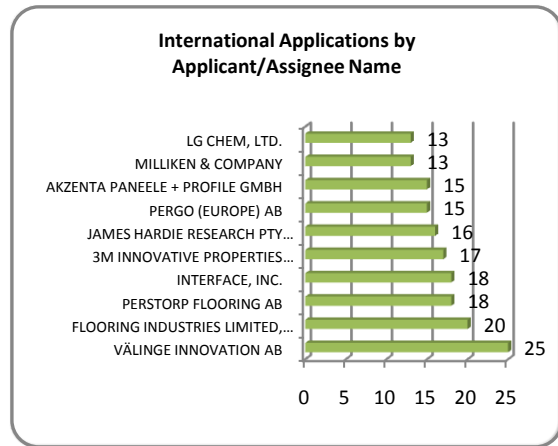 International Applications by
Applicant/Assignee Name
LG CHEM, LTD. 13
MILLIKEN & COMPANY 13
AKZENTA PANEELE + PROFILE GMBH 15
PERGO (EUROPE) AB 15
JAMES HARDIE RESEARCH PTY... 16
3M INNOVATIVE PROPERTIES... 17
INTERFACE, INC. 18
PERSTORP FLOORING AB 18
FLOORING INDUSTRIES LIMITED,... 20
VÄLINGE INNOVATION AB 25
0 5 10 15 20 25